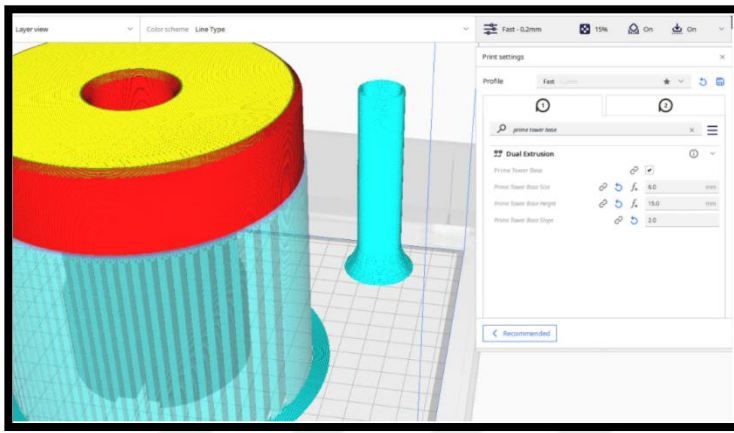 Layer view
Color scheme Line Type
Fast - 0.2mm 15% On On
Print settings
Profile Fast - 0.2mm
1 2
prime tower base
Dual Extrusion
Prime Tower Base
Prime Tower Base Size 6.0 mm
Prime Tower Base Height 15.0 mm
Prime Tower Base Slope 2.0
Recommended